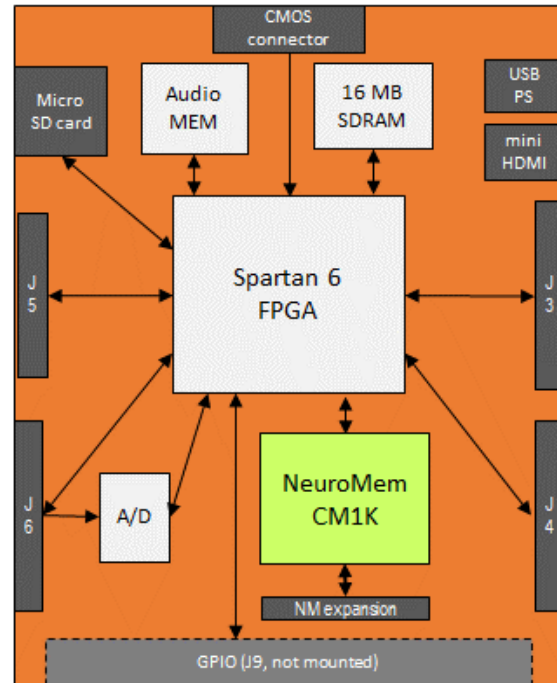 CMOS
connector
Micro
SD card
Audio
MEM
16 MB
SDRAM
USB
PS
mini
HDMI
J
5
Spartan 6
FPGA
J
3
J
6
A/D
NeuroMem
CM1K
J
4
NM expansion
GPIO (J9, not mounted)